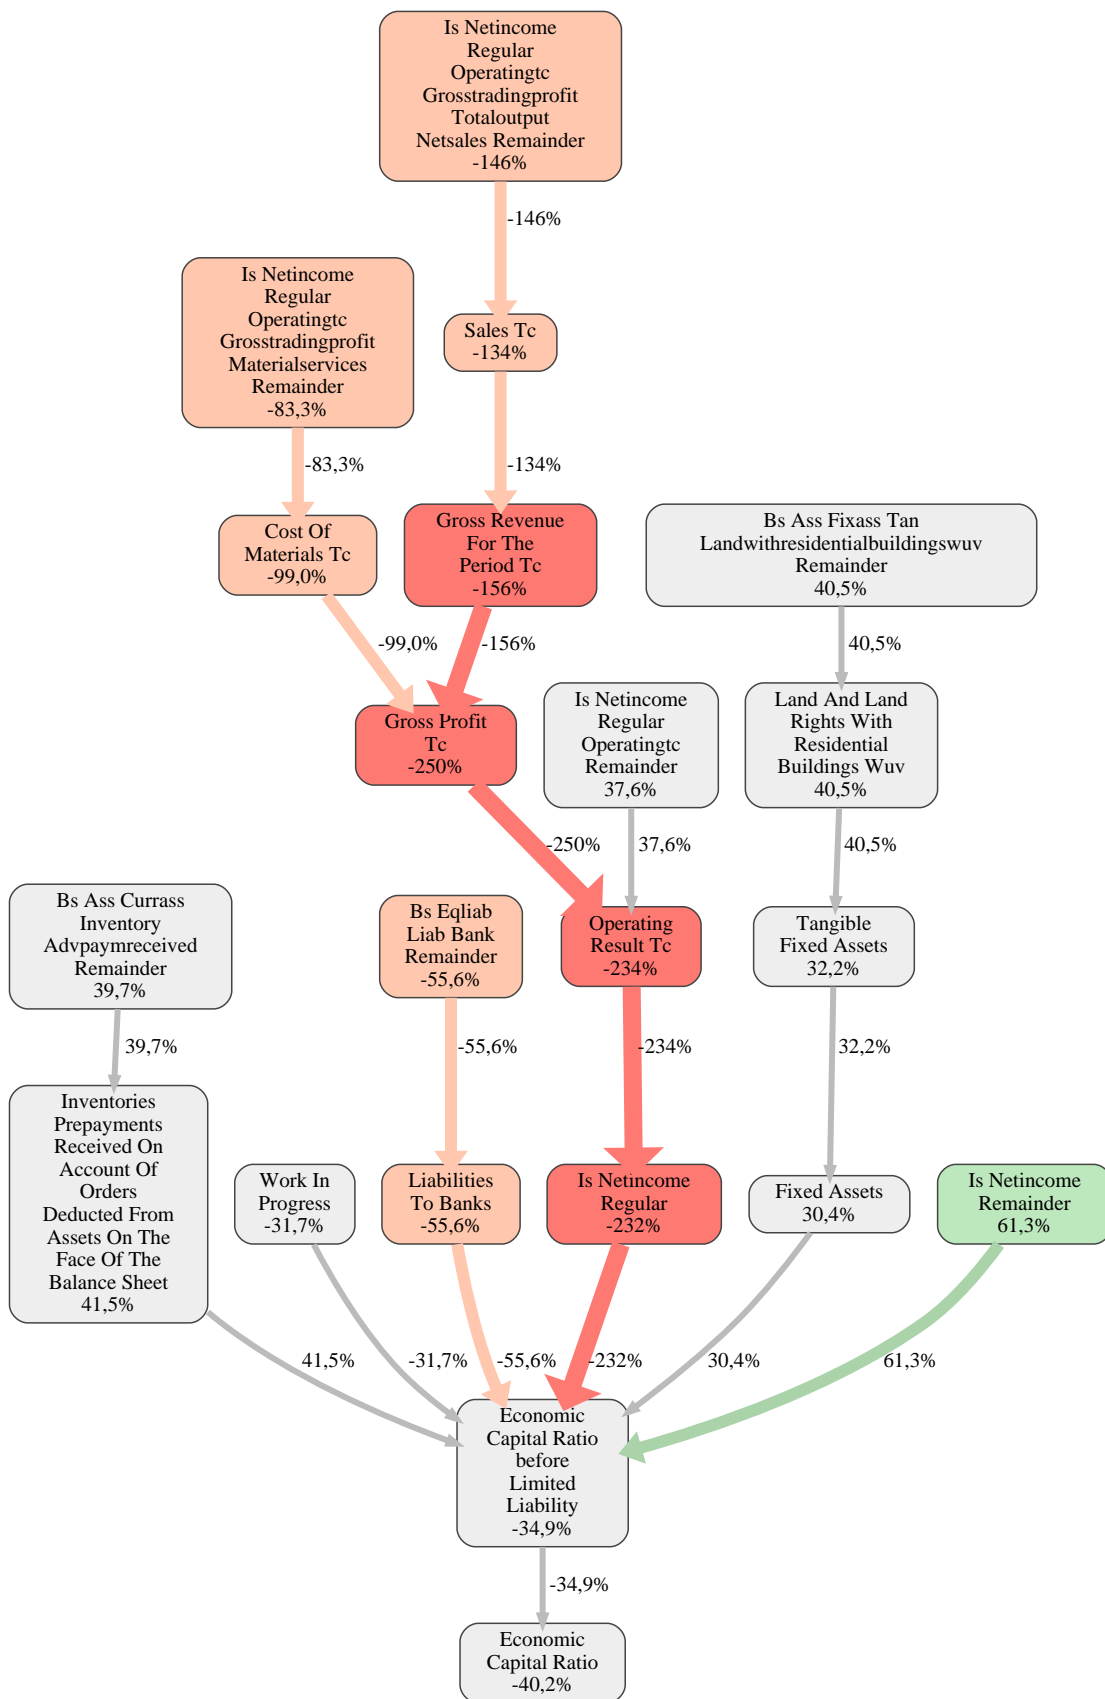 Is Netincome
Regular
Operatingtc
Grosstradingprofit
Totaloutput
Netsales Remainder
-146%
-146%
Is Netincome
Regular
Operatingtc
Grosstradingprofit
Materialservices
Remainder
-83,3%
Sales Tc
-134%
-83,3%
-134%
Cost Of
Materials Tc
-99,0%
Gross Revenue
For The
Period Tc
-156%
Bs Ass Fixass Tan
Landwithresidentialbuildingswuv
Remainder
40,5%
-99,0%
-156%
40,5%
Gross Profit
Tc
-250%
Is Netincome
Regular
Operatingtc
Remainder
37,6%
Land And Land
Rights With
Residential
Buildings Wuv
40,5%
-250%
37,6%
40,5%
Bs Ass Currass
Inventory
Advpaymreceived
Remainder
39,7%
Bs Eqliab
Liab Bank
Remainder
-55,6%
Operating
Result Tc
-234%
Tangible
Fixed Assets
32,2%
39,7%
-55,6%
-234%
32,2%
Inventories
Prepayments
Received On
Account Of
Orders
Deducted From
Assets On The
Face Of The
Balance Sheet
41,5%
Work In
Progress
-31,7%
Liabilities
To Banks
-55,6%
Is Netincome
Regular
-232%
Fixed Assets
30,4%
Is Netincome
Remainder
61,3%
41,5%
-31,7%
-55,6%
-232%
30,4%
61,3%
Economic
Capital Ratio
before
Limited
Liability
-34,9%
-34,9%
Economic
Capital Ratio
-40,2%